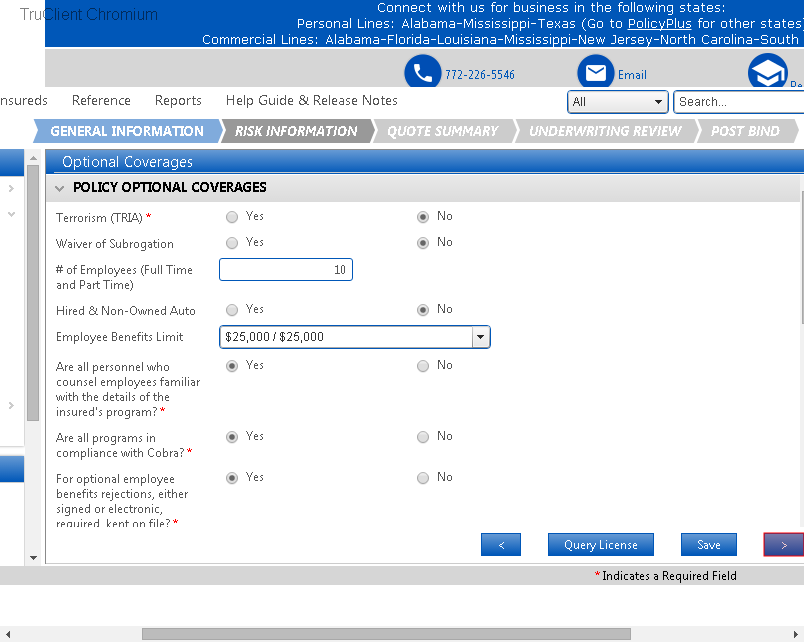 TruClient Chromium
Connect with us for business in the following states:
Personal Lines: Alabama-Mississippi-Texas (Go to PolicyPlus for other states
Commercial Lines: Alabama-Florida-Louisiana-Mississippi-New Jersey-North Carolina-South
772-226-5546
Email
nsureds Reference Reports Help Guide & Release Notes
All
Search...
GENERAL INFORMATION RISK INFORMATION QUOTE SUMMARY UNDERWRITING REVIEW POST BIND
Optional Coverages
POLICY OPTIONAL COVERAGES
Terrorism (TRIA) * Yes No
Waiver of Subrogation Yes No
# of Employees (Full Time
and Part Time)
10
Hired & Non-Owned Auto Yes No
Employee Benefits Limit $25,000 / $25,000
Are all personnel who
counsel employees familiar
with the details of the
insured's program? *
Yes No
Are all programs in
compliance with Cobra? *
Yes No
For optional employee
benefits rejections, either
signed or electronic,
required, kept on file? *
Yes No
< Query License Save >
* Indicates a Required Field